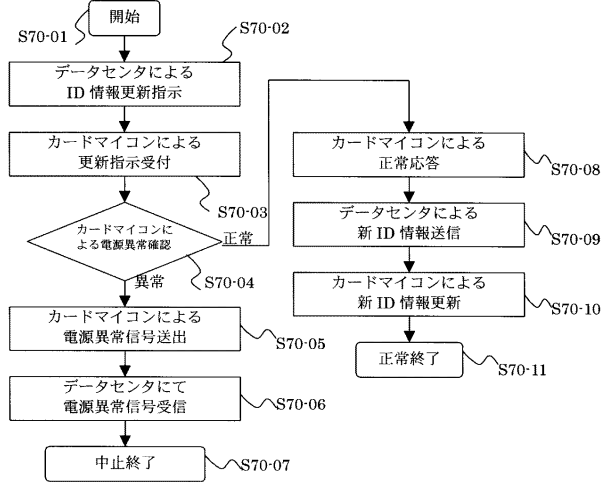 開始
S70-01
S70-02
データセンタによる
ID 情報更新指示
カードマイコンによる
更新指示受付
S70-03
カードマイコンに
よる電源異常確認
正常
異常
S70-04
カードマイコンによる
電源異常信号送出
S70-05
データセンタにて
電源異常信号受信
S70-06
中止終了
S70-07
カードマイコンによる
正常応答
S70-08
データセンタによる
新 ID 情報送信
S70-09
カードマイコンによる
新 ID 情報更新
S70-10
正常終了
S70-11